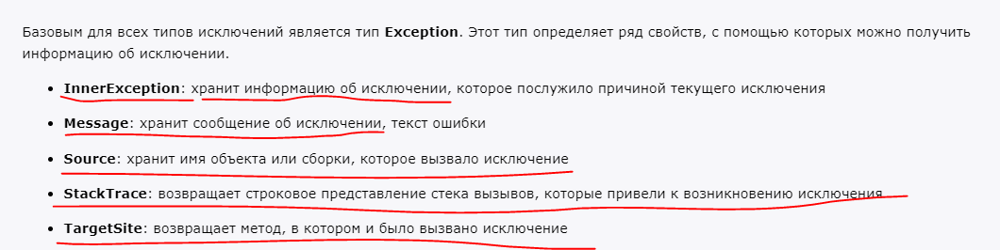 Базовым для всех типов исключений является тип Exception. Этот тип определяет ряд свойств, с помощью которых можно получить
информацию об исключении.
• InnerException: хранит информацию об исключении, которое послужило причиной текущего исключения
• Message: хранит сообщение об исключении, текст ошибки
• Source: хранит имя объекта или сборки, которое вызвало исключение
• StackTrace: возвращает строковое представление стека вызывов, которые привели к возникновению исключения
• TargetSite: возвращает метод, в котором и было вызвано исключение